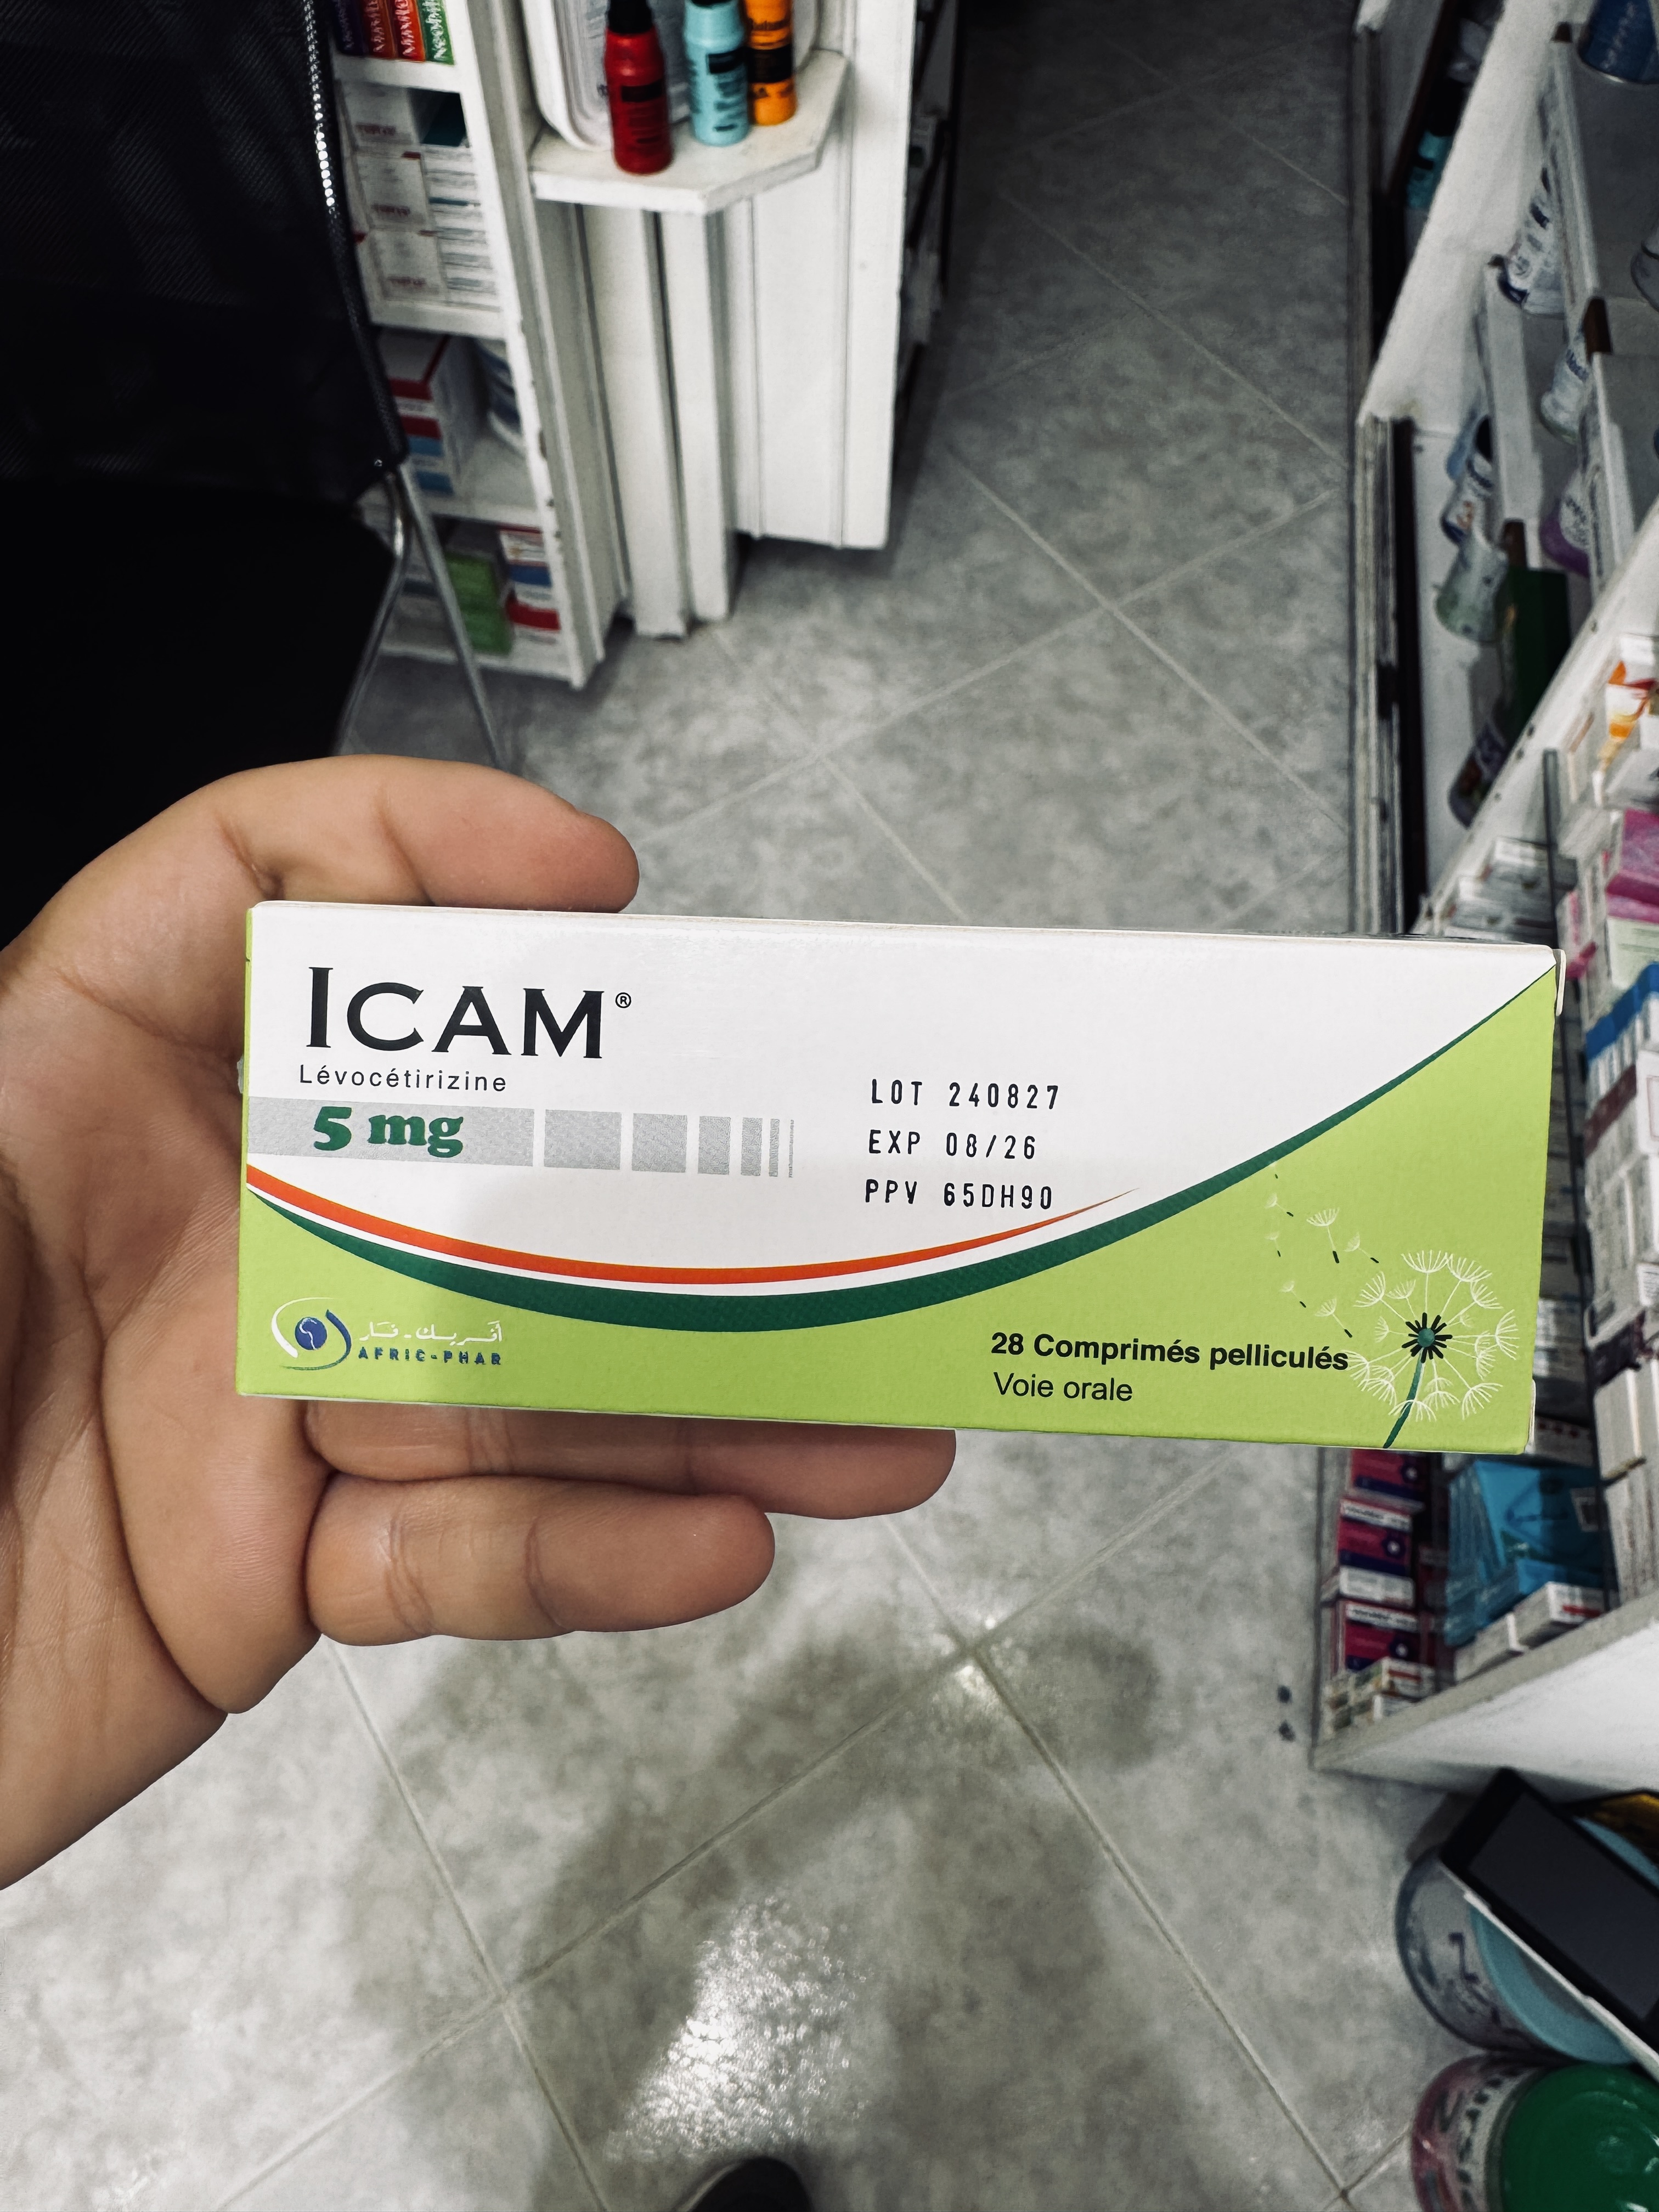 ICAM®
Lévocétirizine
5 mg
LOT 240827
EXP 08/26
PPV 65DH90
أفريك-فار
AFRIC-PHAR
28 Comprimés pelliculés
Voie orale